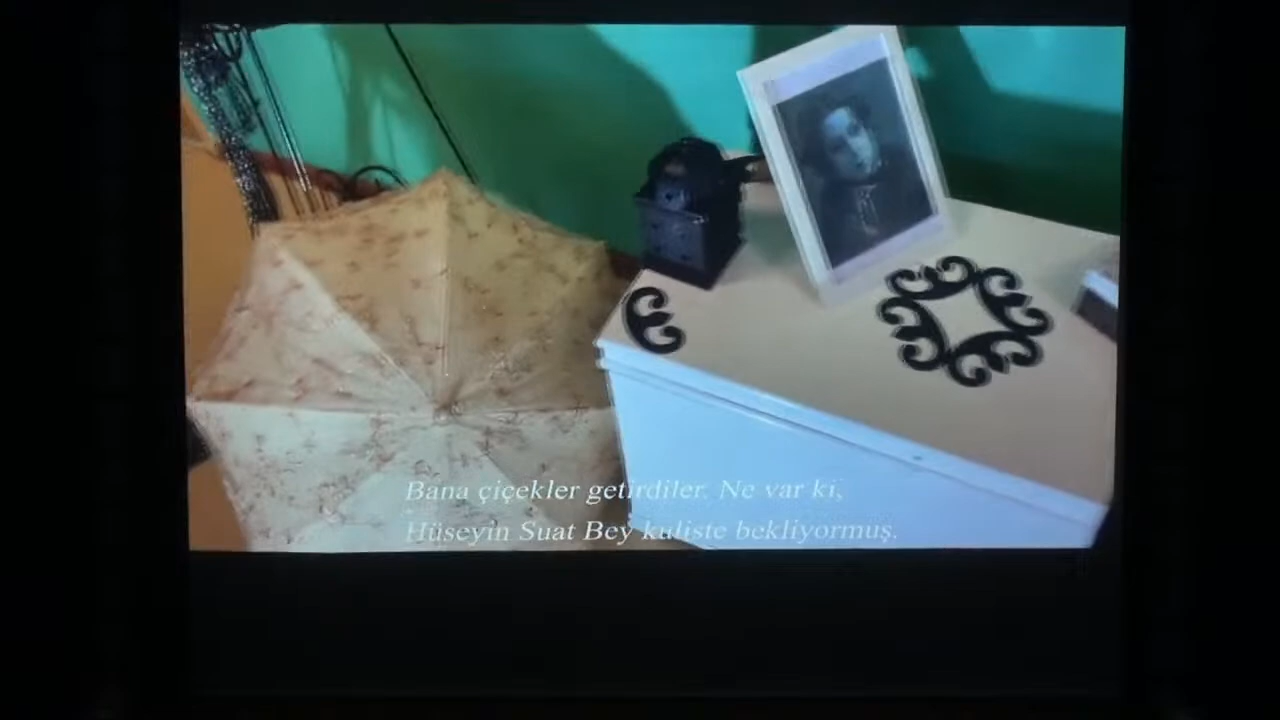 Bana çiçekler getirdiler. Ne var ki,
Hüseyin Suat Bey kuliste bekliyormuş.